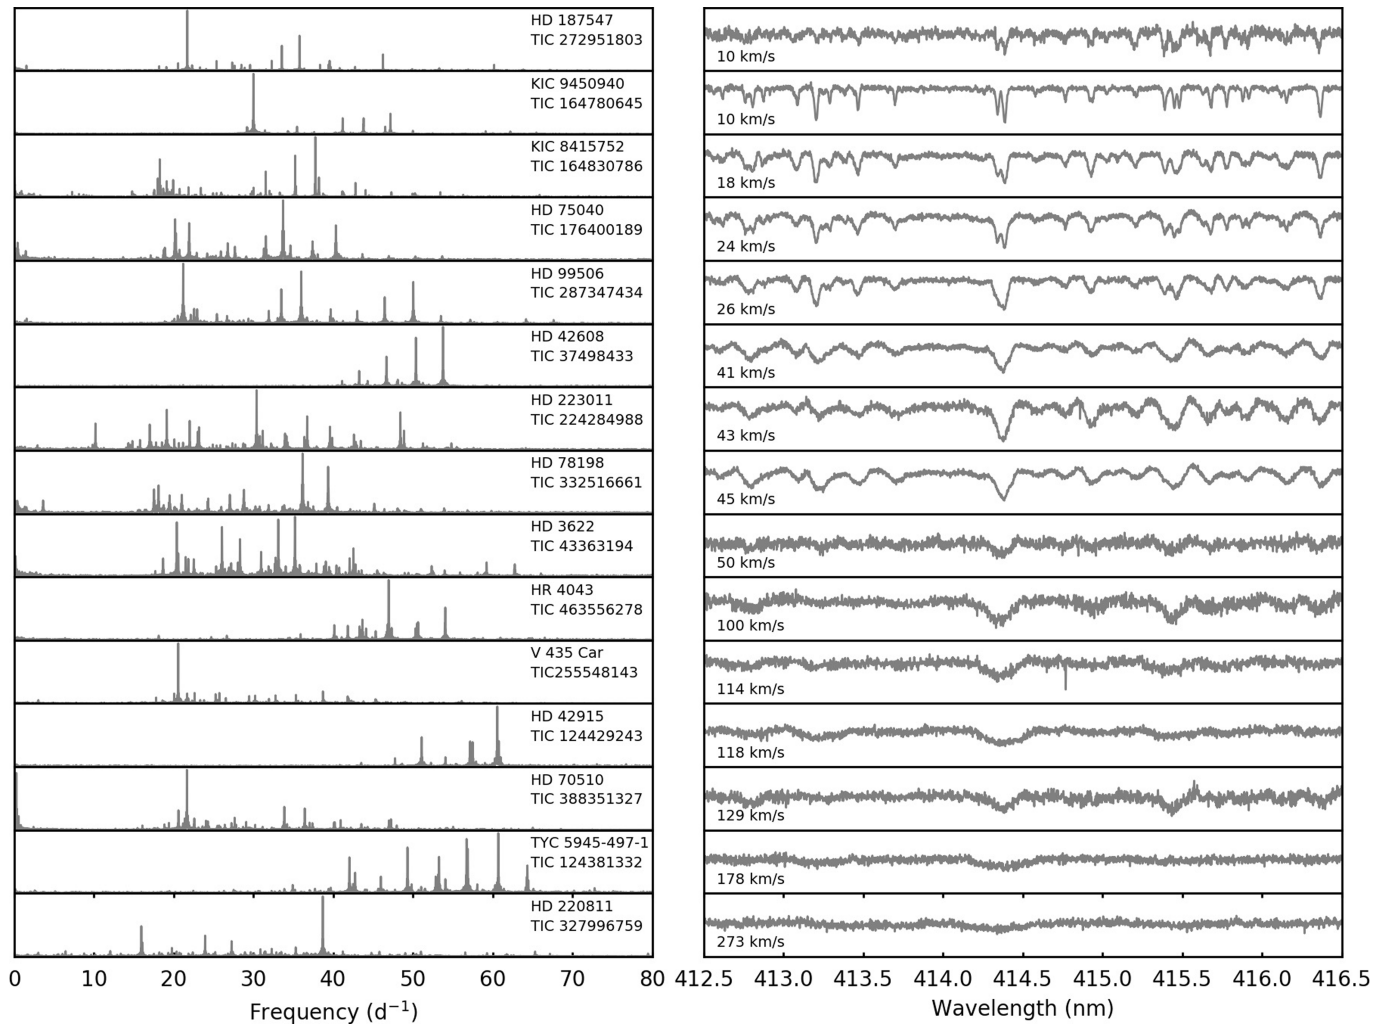 HD 187547
TIC 272951803
10 km/s
KIC 9450940
TIC 164780645
10 km/s
KIC 8415752
TIC 164830786
18 km/s
HD 75040
TIC 176400189
24 km/s
HD 99506
TIC 287347434
26 km/s
HD 42608
TIC 37498433
41 km/s
HD 223011
TIC 224284988
43 km/s
HD 78198
TIC 332516661
45 km/s
HD 3622
TIC 43363194
50 km/s
HR 4043
TIC 463556278
100 km/s
V 435 Car
TIC255548143
114 km/s
HD 42915
TIC 124429243
118 km/s
HD 70510
TIC 388351327
129 km/s
TYC 5945-497-1
TIC 124381332
178 km/s
HD 220811
TIC 327996759
273 km/s
0 10 20 30 40 50 60 70 80
Frequency (d⁻¹)
412.5 413.0 413.5 414.0 414.5 415.0 415.5 416.0 416.5
Wavelength (nm)